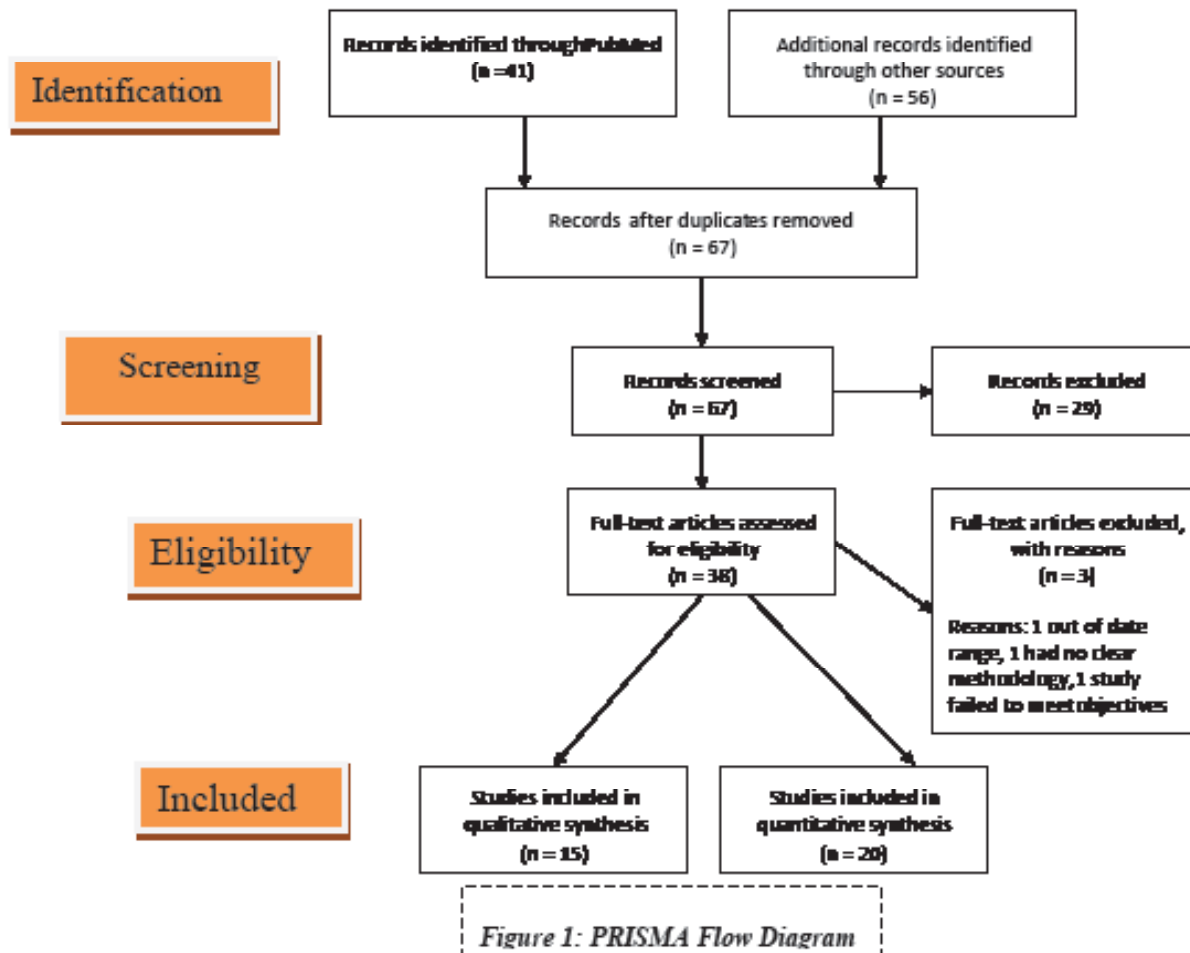 Identification
Records identified throughPubMed
(n =41)
Additional records identified
through other sources
(n = 56)
Records after duplicates removed
(n = 67)
Screening
Records screened
(n = 67)
Records excluded
(n = 29)
Eligibility
Full-text articles assessed
for eligibility
(n = 38)
Full-text articles excluded,
with reasons
(n = 3)
Reasons: 1 out of date
range, 1 had no clear
methodology,1 study
failed to meet objectives
Included
Studies included in
qualitative synthesis
(n = 15)
Studies included in
quantitative synthesis
(n = 20)
Figure 1: PRISMA Flow Diagram